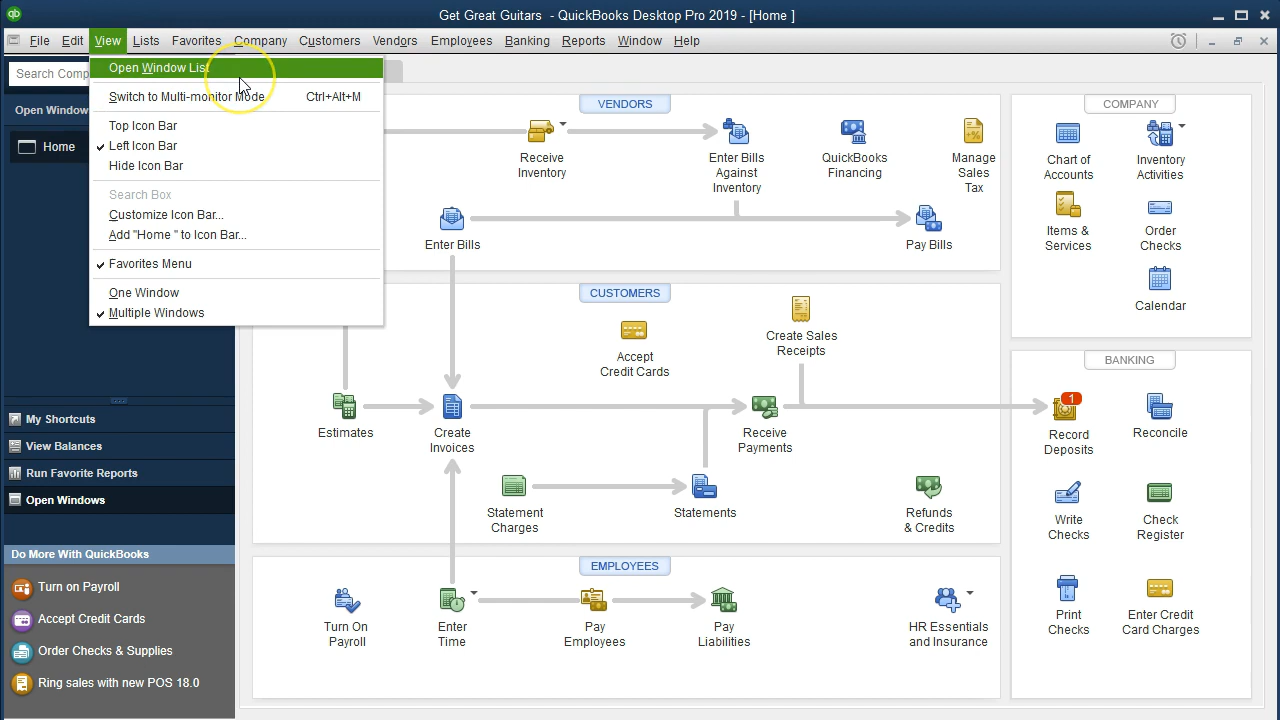 Get Great Guitars - QuickBooks Desktop Pro 2019 - [Home ]
File Edit View Lists Favorites Company Customers Vendors Employees Banking Reports Window Help
Search Comp
Open Window
Home
Open Window List
Switch to Multi-monitor Mode Ctrl+Alt+M
Top Icon Bar
Left Icon Bar
Hide Icon Bar
Search Box
Customize Icon Bar...
Add "Home " to Icon Bar...
Favorites Menu
One Window
Multiple Windows
My Shortcuts
View Balances
Run Favorite Reports
Open Windows
Do More With QuickBooks
Turn on Payroll
Accept Credit Cards
Order Checks & Supplies
Ring sales with new POS 18.0
VENDORS
Receive
Inventory
Enter Bills
Against
Inventory
QuickBooks
Financing
Manage
Sales
Tax
Enter Bills
Pay Bills
CUSTOMERS
Accept
Credit Cards
Create Sales
Receipts
Estimates
Create
Invoices
Receive
Payments
Statement
Charges
Statements
Refunds
& Credits
EMPLOYEES
Turn On
Payroll
Enter
Time
Pay
Employees
Pay
Liabilities
HR Essentials
and Insurance
COMPANY
Chart of
Accounts
Inventory
Activities
Items &
Services
Order
Checks
Calendar
BANKING
1
Record
Deposits
Reconcile
Write
Checks
Check
Register
Print
Checks
Enter Credit
Card Charges